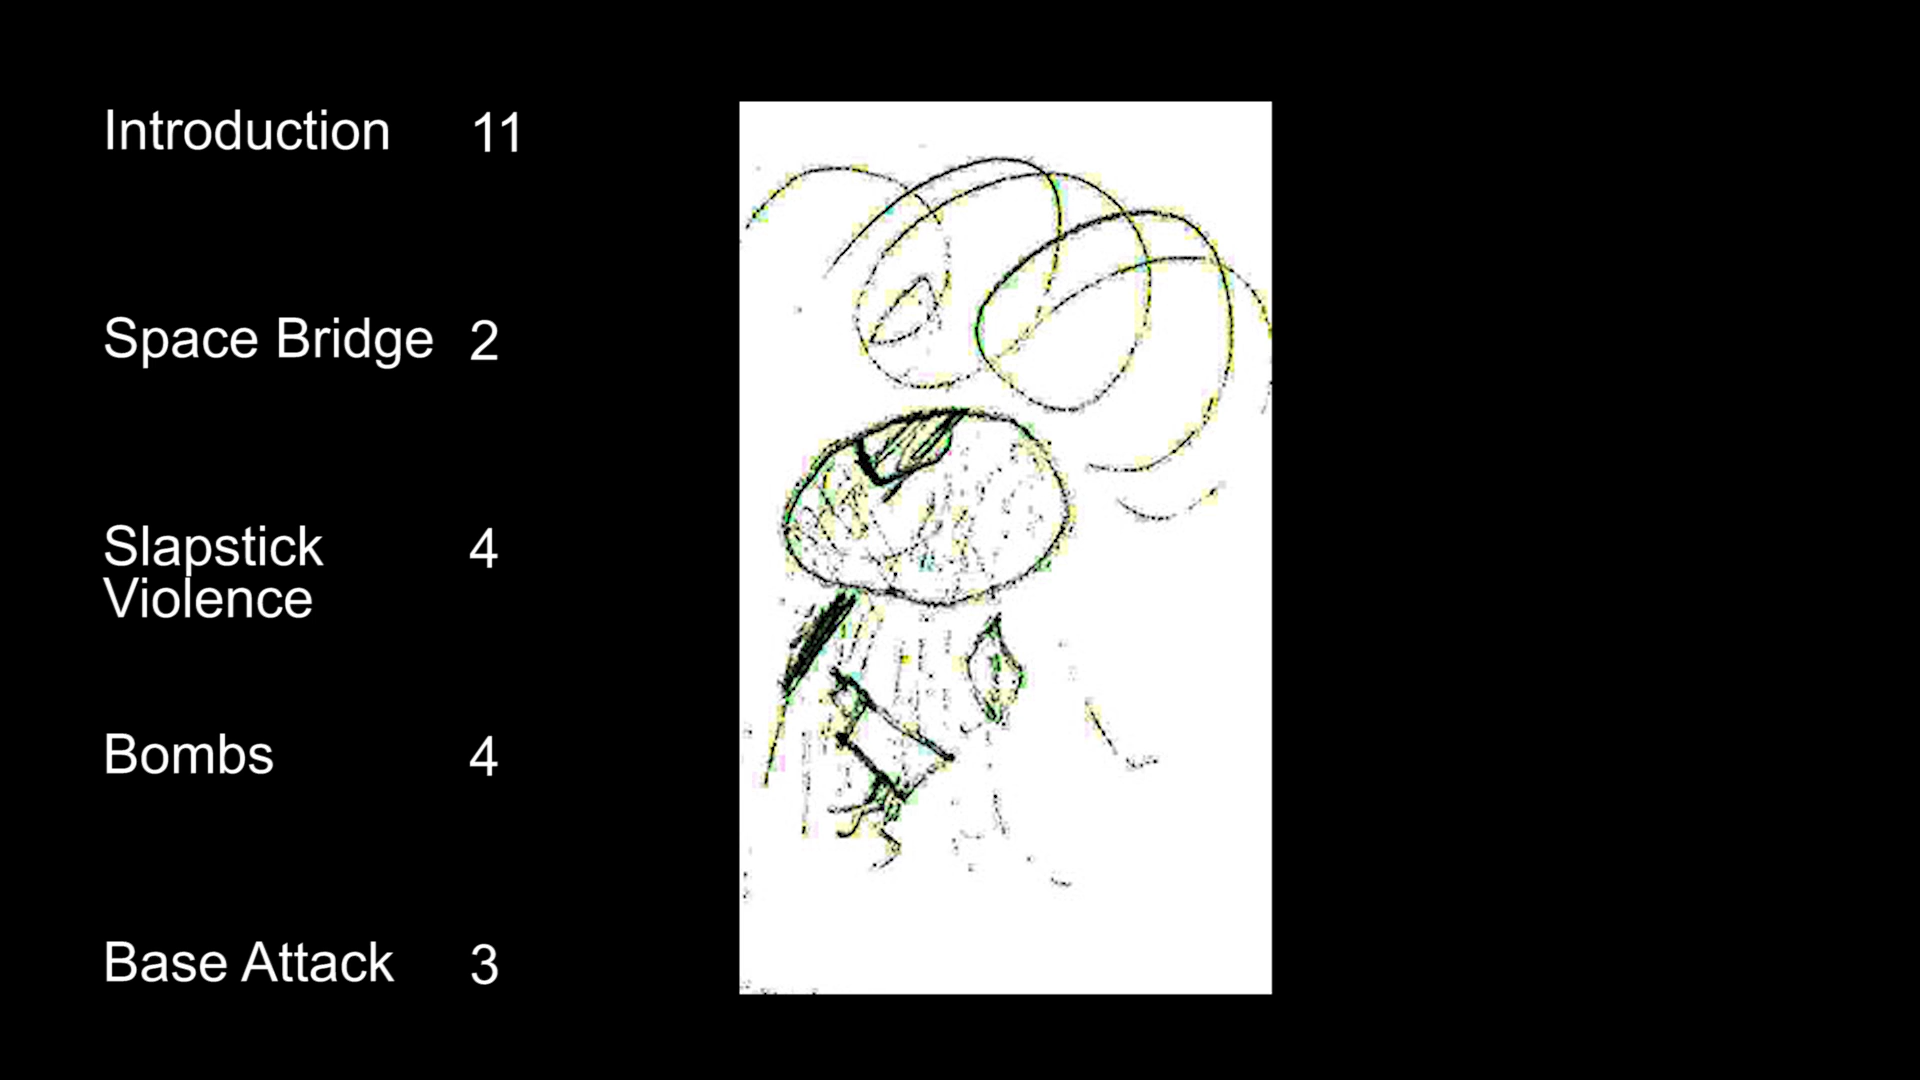 Introduction 11
Space Bridge 2
Slapstick 4
Violence
Bombs 4
Base Attack 3